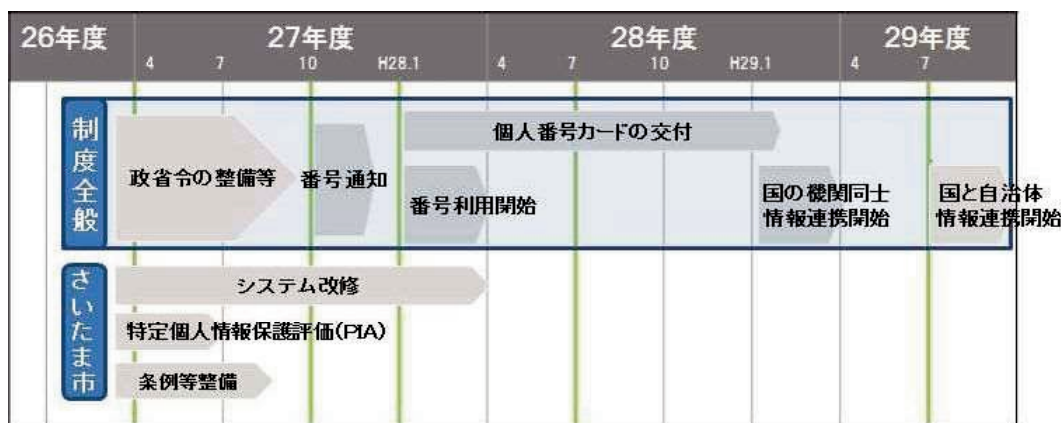 26年度 27年度 28年度 29年度
4 7 10 H28.1 4 7 10 H29.1 4 7
制度全般
政省令の整備等
番号通知
個人番号カードの交付
番号利用開始
国の機関同士
情報連携開始
国と自治体
情報連携開始
さいたま市
システム改修
特定個人情報保護評価(PIA)
条例等整備